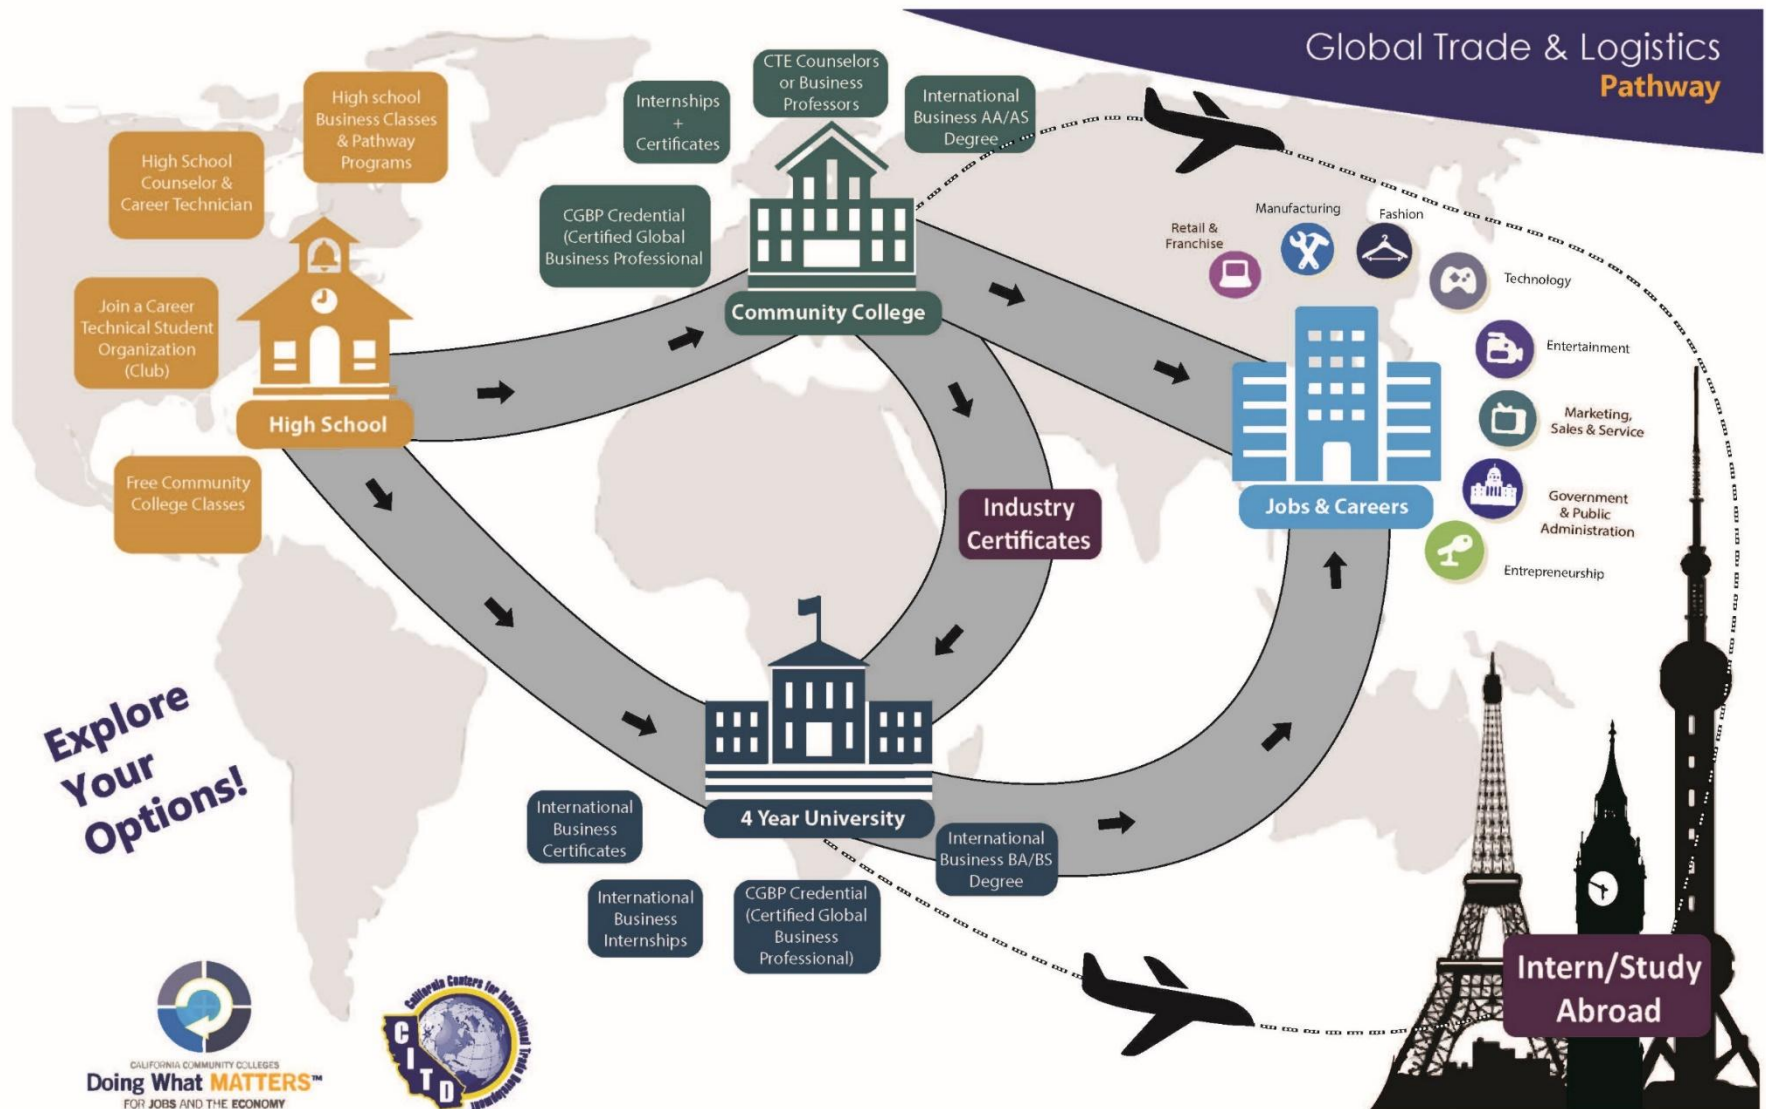 Global Trade & Logistics
Pathway
High school
Business Classes
& Pathway
Programs
High School
Counselor &
Career Technician
Join a Career
Technical Student
Organization
(Club)
Free Community
College Classes
High School
Internships
+
Certificates
CTE Counselors
or Business
Professors
International
Business AA/AS
Degree
CGBP Credential
(Certified Global
Business Professional
Community College
Retail &
Franchise
Manufacturing
Fashion
Technology
Entertainment
Marketing,
Sales & Service
Government
& Public
Administration
Entrepreneurship
Jobs & Careers
Industry
Certificates
4 Year University
International
Business
Certificates
International
Business
Internships
CGBP Credential
(Certified Global
Business
Professional)
International
Business BA/BS
Degree
Intern/Study
Abroad
Explore
Your
Options!
CALIFORNIA COMMUNITY COLLEGES
Doing What MATTERS™
FOR JOBS AND THE ECONOMY
California Centers for International Trade Development
CITD